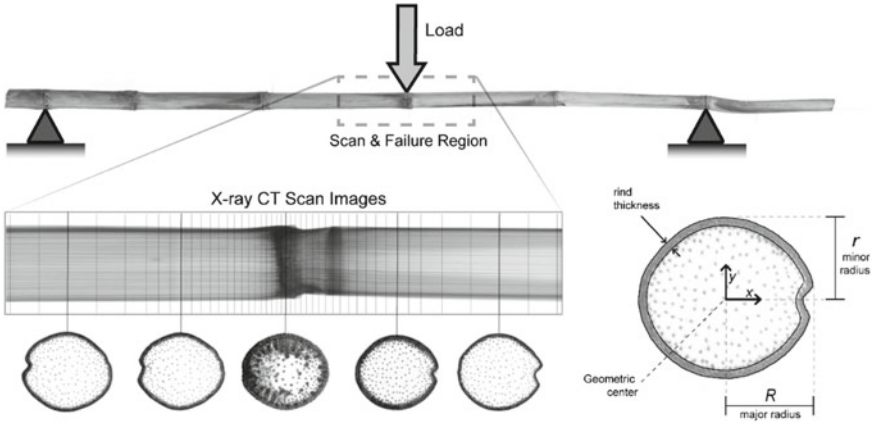 Load
Scan & Failure Region
X-ray CT Scan Images
rind
thickness
r
minor
radius
y
x
Geometric
center
R
major radius